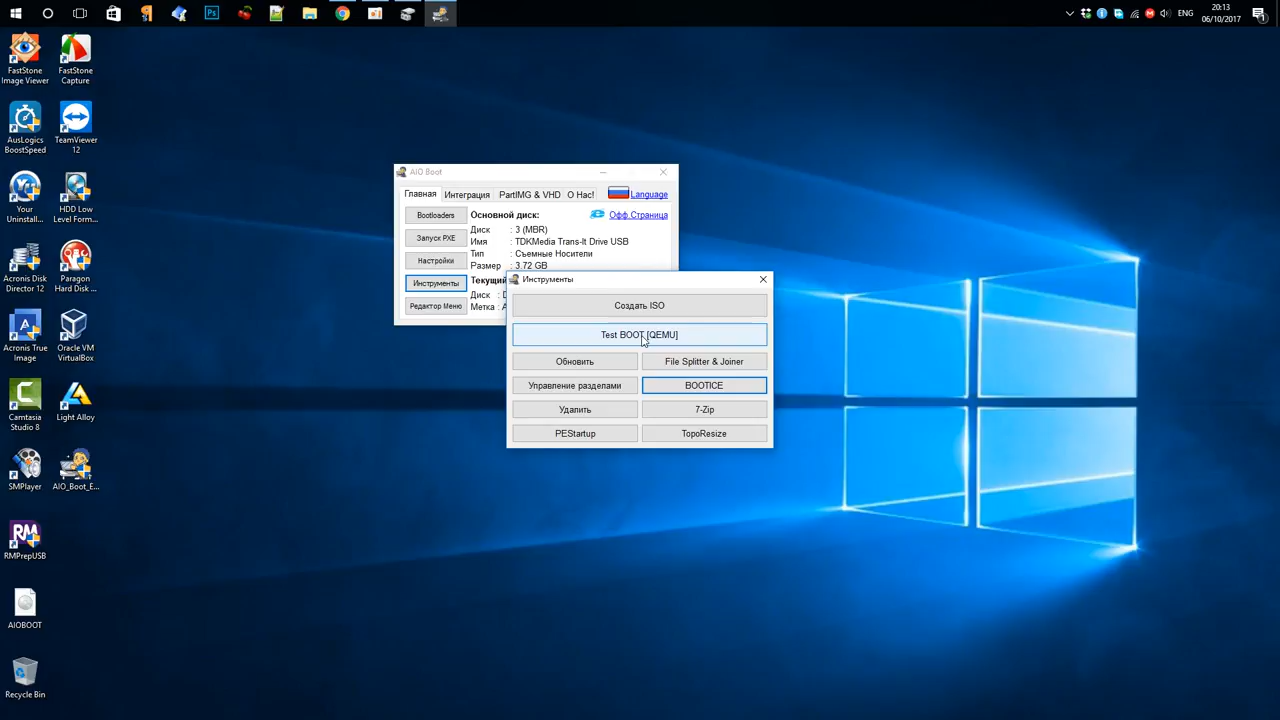 Ps
ENG
20:13
06/10/2017
FastStone
Image Viewer
FastStone
Capture
AusLogics
BoostSpeed
TeamViewer
12
Your
Uninstall...
HDD Low
Level Form...
Acronis Disk
Director 12
Paragon
Hard Disk ...
Acronis True
Image
Oracle VM
VirtualBox
Camtasia
Studio 8
Light Alloy
SMPlayer
AIO_Boot_E...
RM
RMPrepUSB
AIOBOOT
Recycle Bin
AIO Boot
Главная Интеграция PartIMG & VHD О Нас! Language
Bootloaders
Запуск PXE
Настройки
Инструменты
Редактор Меню
Основной диск: Офф.Страница
Диск : 3 (MBR)
Имя : TDKMedia Trans-It Drive USB
Тип : Съемные Носители
Размер : 3.72 GB
Текущий
Диск :
Метка :
Инструменты
Создать ISO
Test BOOT [QEMU]
Обновить File Splitter & Joiner
Управление разделами BOOTICE
Удалить 7-Zip
PEStartup TopoResize